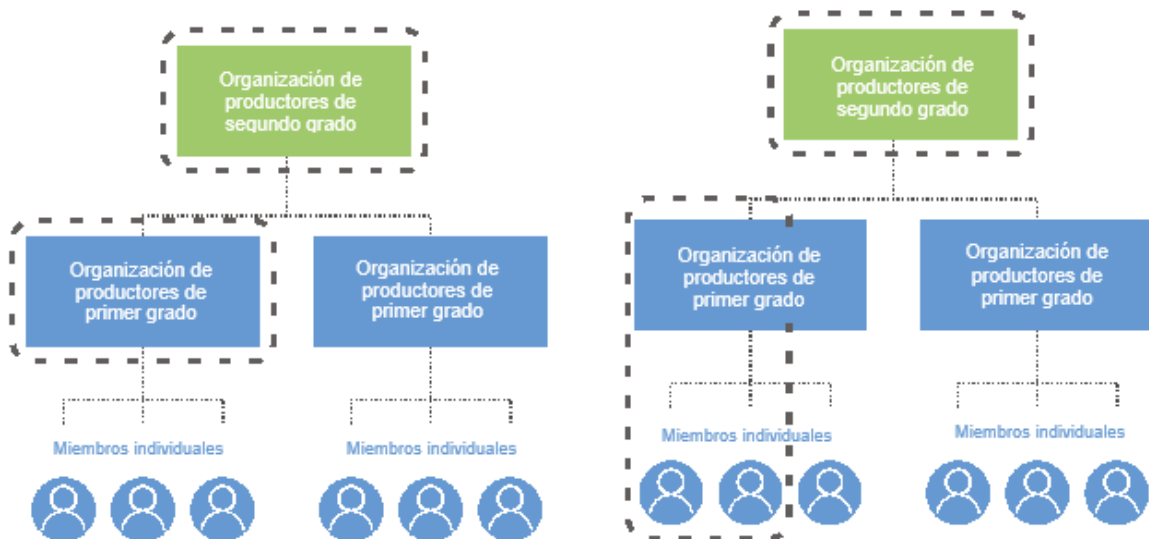 Organización de
productores de
segundo grado
Organización de
productores de
primer grado
Organización de
productores de
primer grado
Miembros individuales
Miembros individuales
Organización de
productores de
segundo grado
Organización de
productores de
primer grado
Organización de
productores de
primer grado
Miembros individuales
Miembros individuales